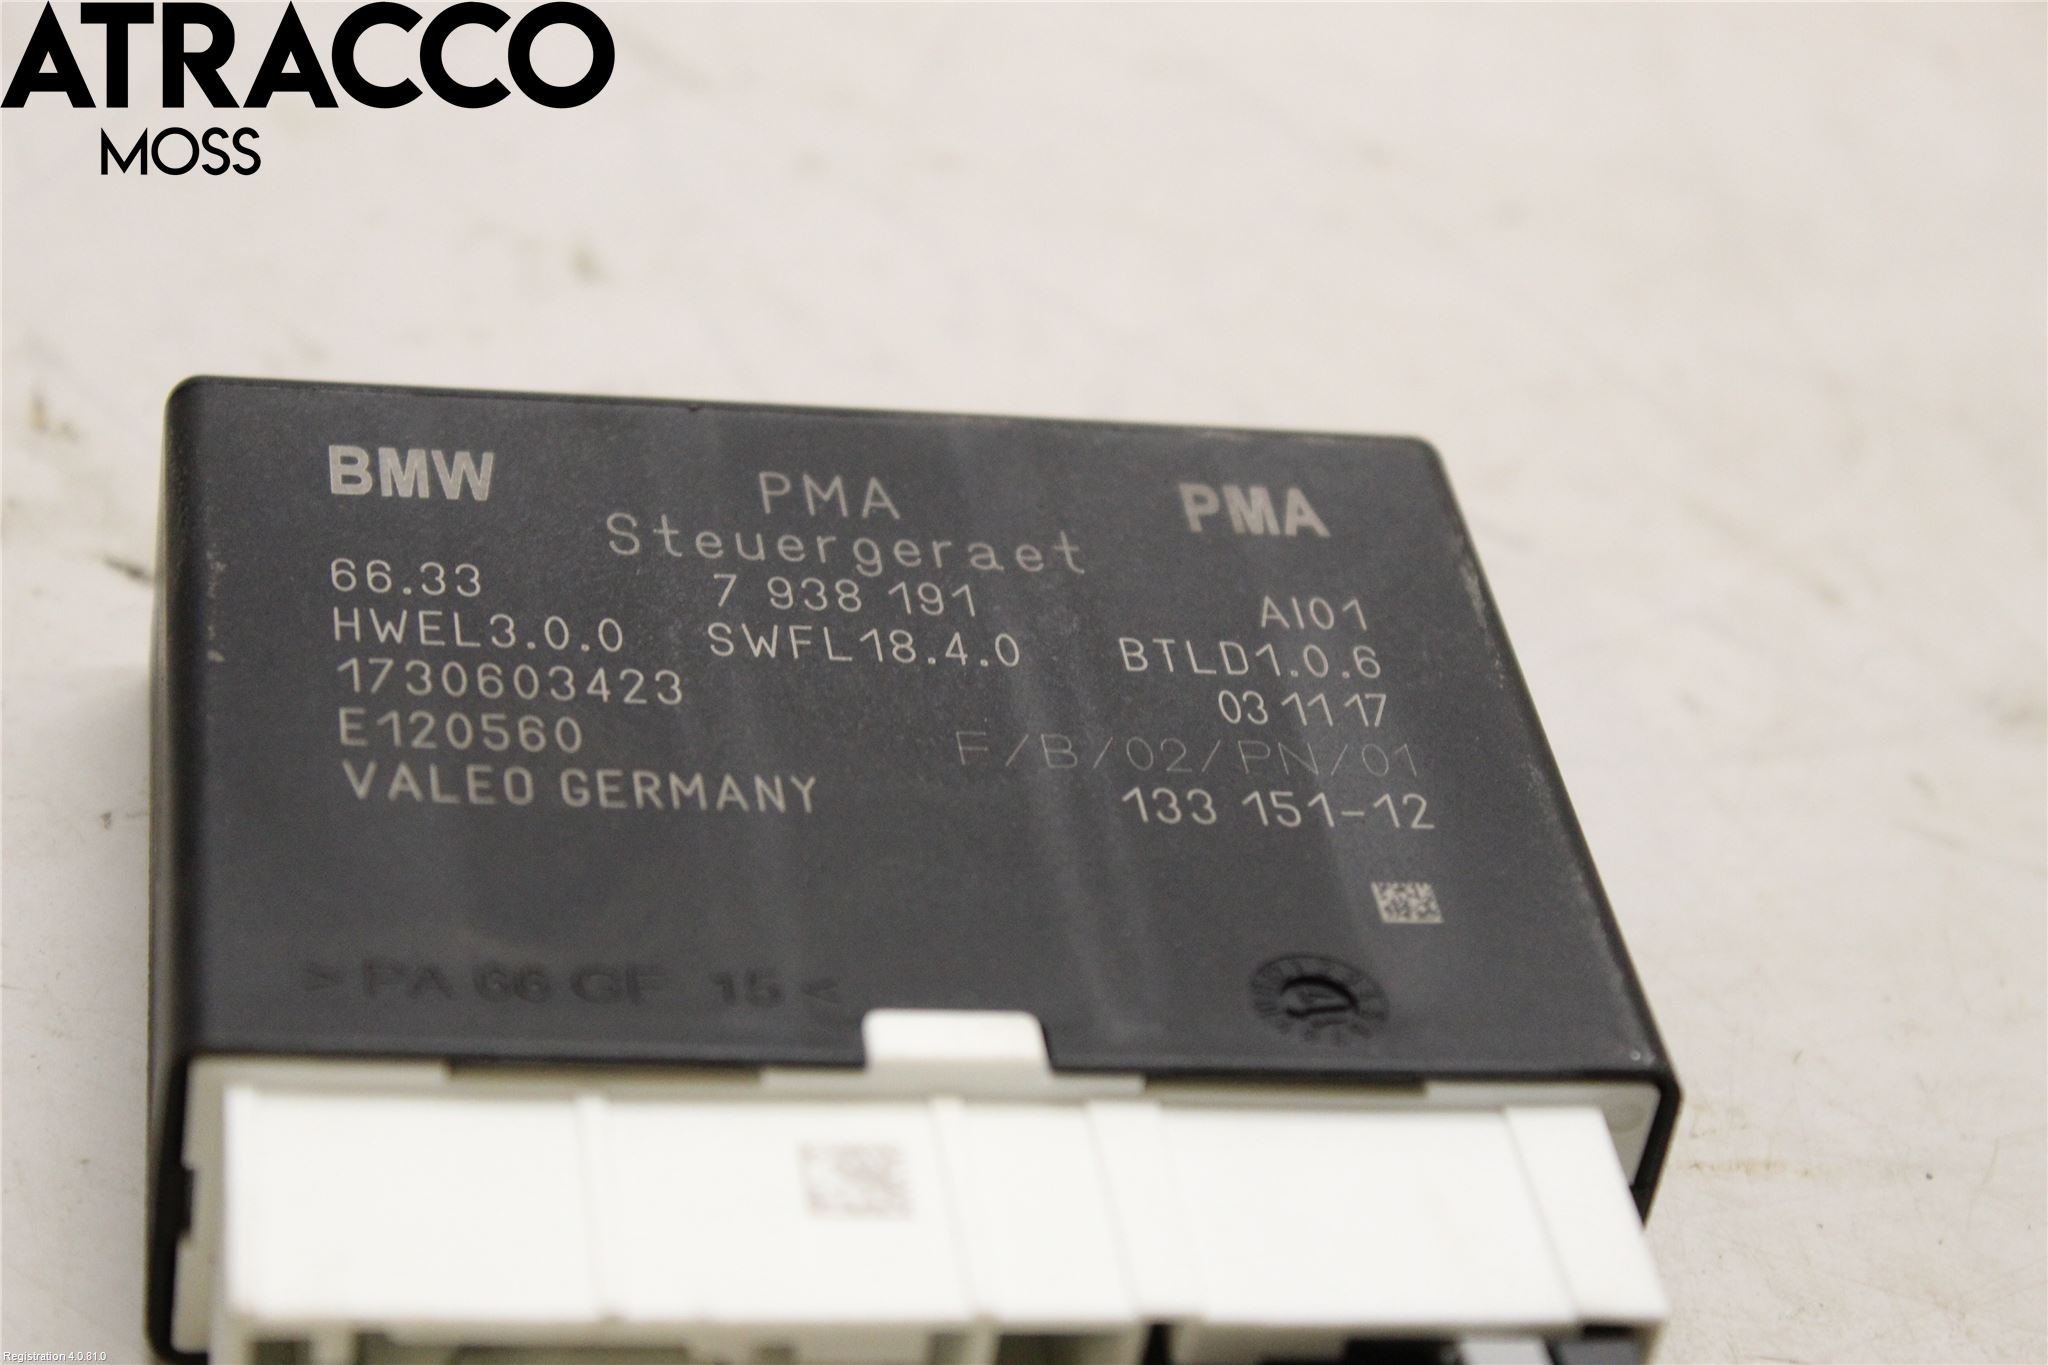 ATRACCO
MOSS
BMW PMA PMA
Steuergeraet
66.33 7 938 191 AI01
HWEL3.0.0 SWFL18.4.0 BTLD1.0.6
1730603423 03 11 17
E120560 F/B/02/PN/01
VALEO GERMANY 133 151-12
>PA 66 GF 15<
Registration 4.0.81.0